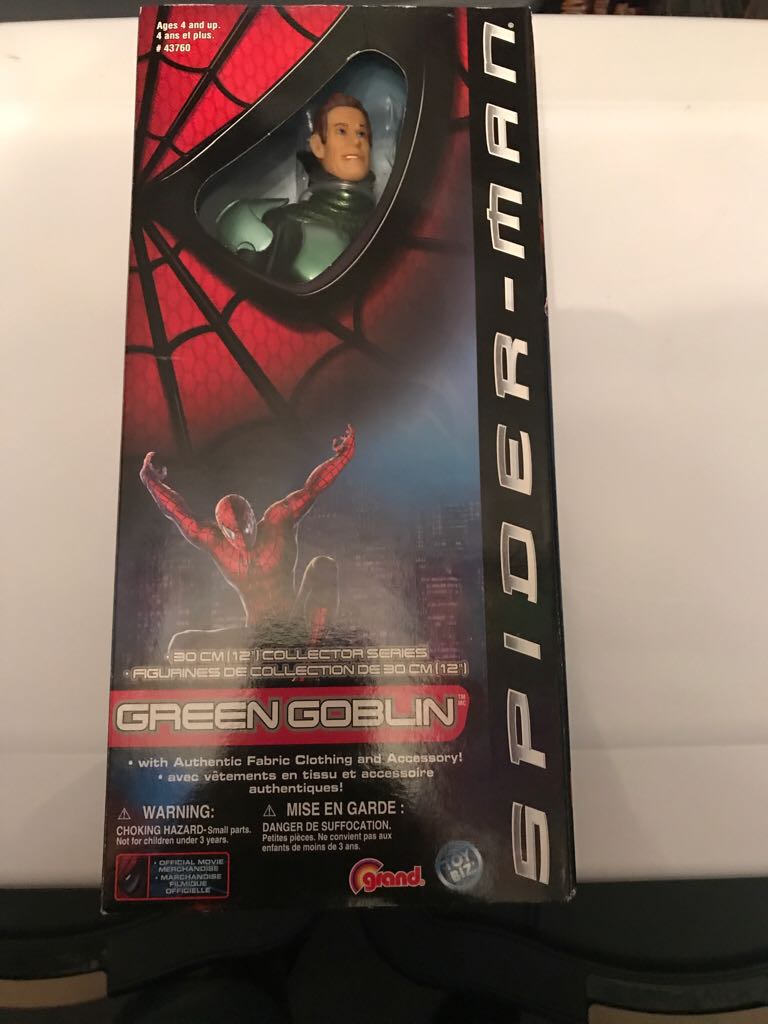 Ages 4 and up.
4 ans et plus.
# 43760
SPIDER-MAN®
• 30 CM (12") COLLECTOR SERIES
• FIGURINES DE COLLECTION DE 30 CM (12")
GREEN GOBLIN™ MC
• with Authentic Fabric Clothing and Accessory!
• avec vêtements en tissu et accessoire
authentiques!
⚠ WARNING:
CHOKING HAZARD-Small parts.
Not for children under 3 years.
⚠ MISE EN GARDE :
DANGER DE SUFFOCATION.
Petites pièces. Ne convient pas aux
enfants de moins de 3 ans.
• OFFICIAL MOVIE
MERCHANDISE
• MARCHANDISE
FILMIQUE
OFFICIELLE
grand.
TOY
BIZ